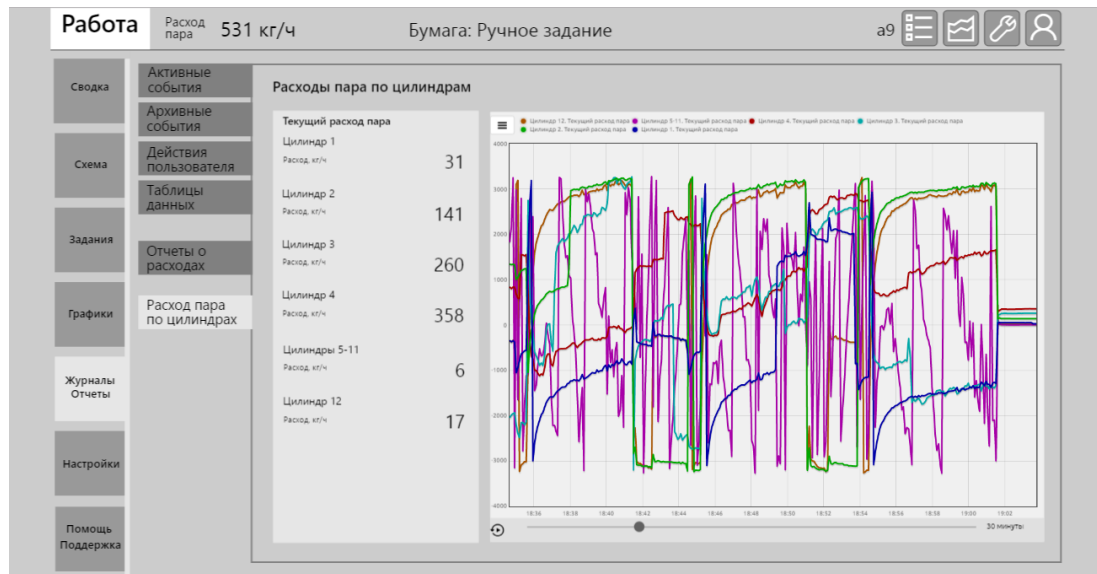 Работа
Расход
пара
531 кг/ч
Бумага: Ручное задание
a9
Сводка
Схема
Задания
Графики
Журналы
Отчеты
Настройки
Помощь
Поддержка
Активные
события
Архивные
события
Действия
пользователя
Таблицы
данных
Отчеты о
расходах
Расход пара
по цилиндрах
Расходы пара по цилиндрам
Текущий расход пара
Цилиндр 1
Расход, кг/ч
31
Цилиндр 2
Расход, кг/ч
141
Цилиндр 3
Расход, кг/ч
260
Цилиндр 4
Расход, кг/ч
358
Цилиндры 5-11
Расход, кг/ч
6
Цилиндр 12
Расход, кг/ч
17
Цилиндр 12. Текущий расход пара Цилиндр 5-11. Текущий расход пара Цилиндр 4. Текущий расход пара Цилиндр 3. Текущий расход пара
Цилиндр 2. Текущий расход пара Цилиндр 1. Текущий расход пара
4000
3000
2000
1000
0
-1000
-2000
-3000
-4000
18:36 18:38 18:40 18:42 18:44 18:46 18:48 18:50 18:52 18:54 18:56 18:58 19:00 19:02
30 минуты